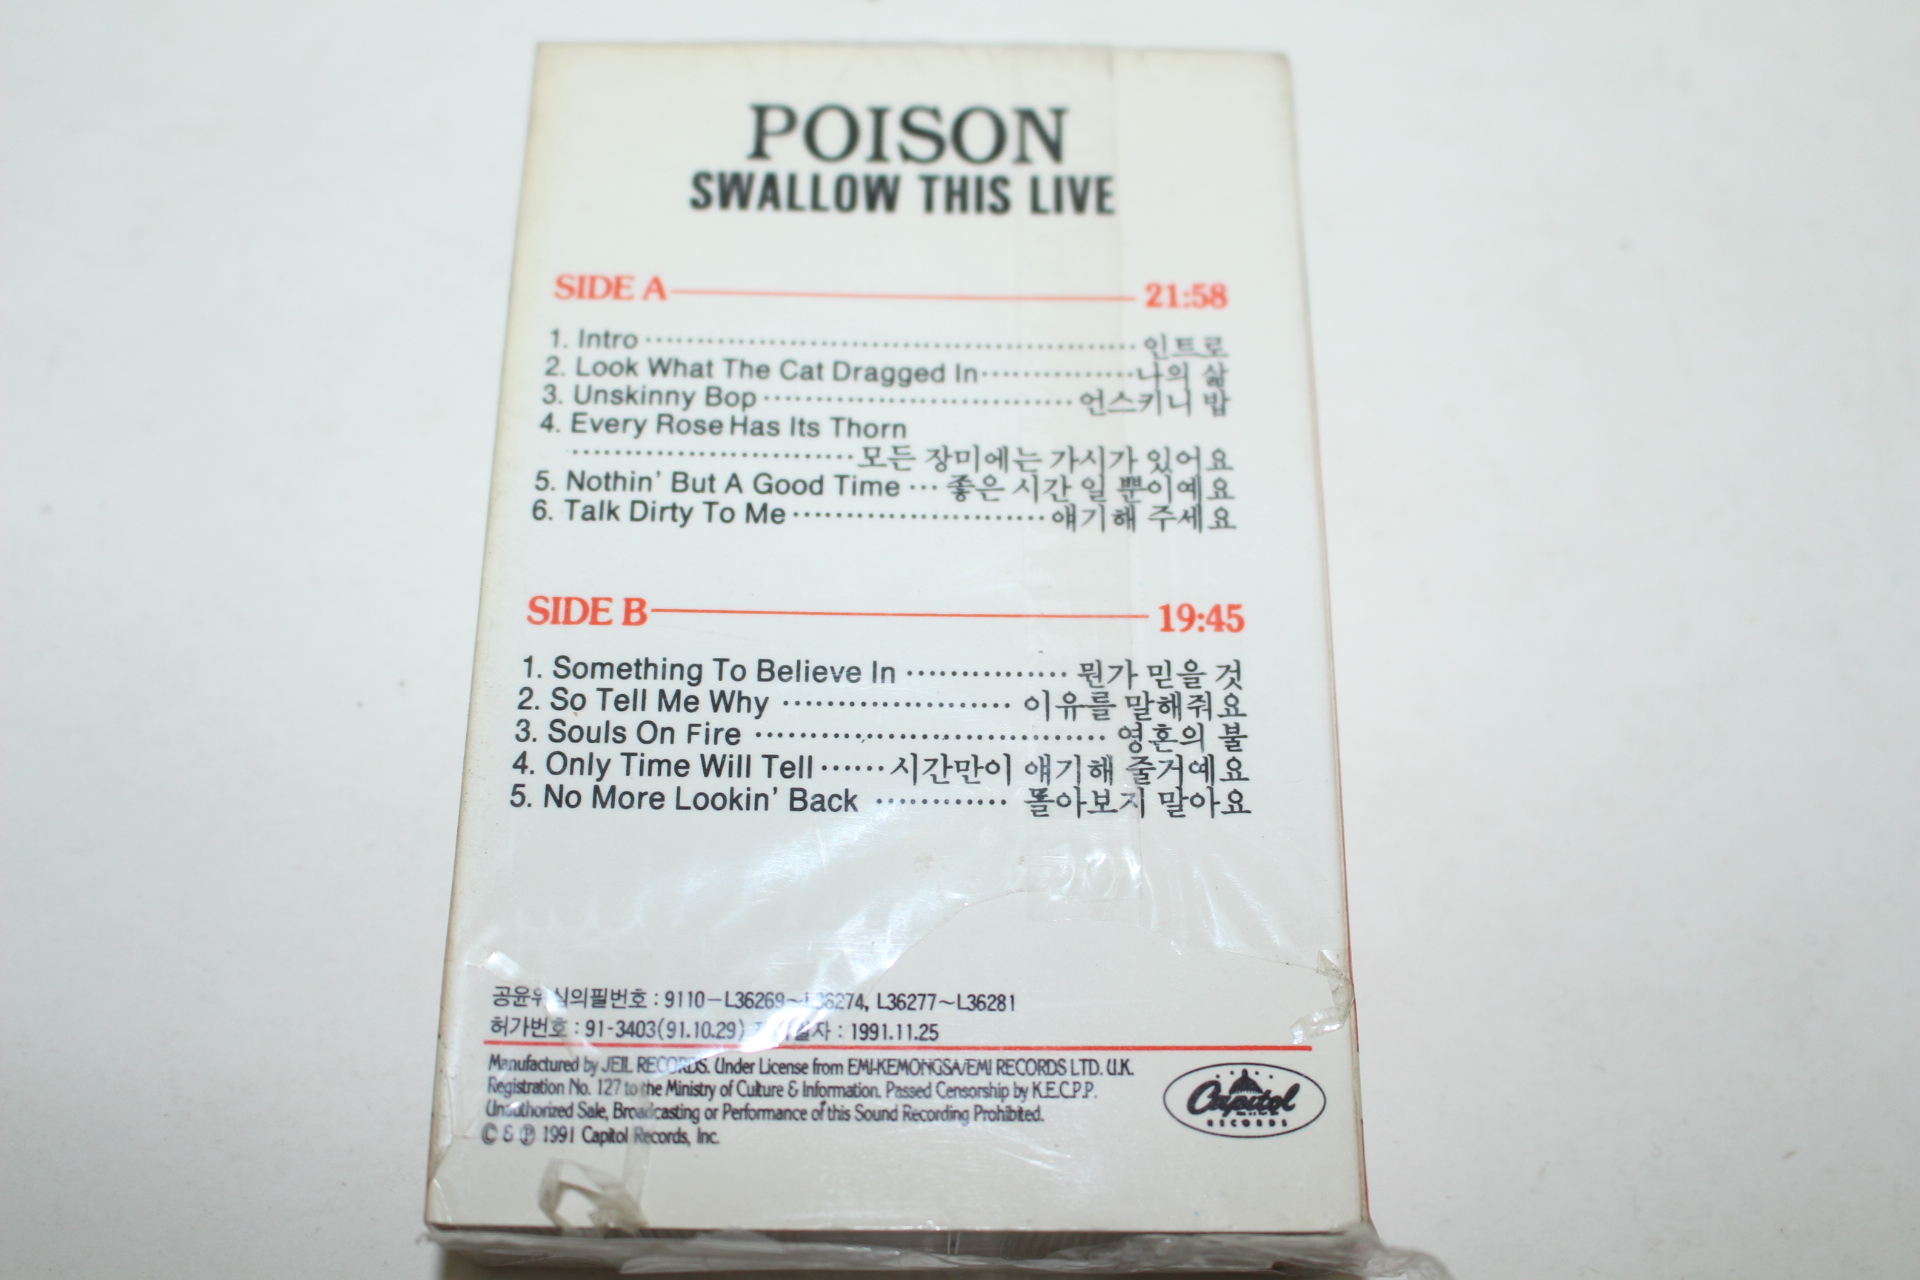 POISON
SWALLOW THIS LIVE
SIDE A 21:58
1. Intro 인트로
2. Look What The Cat Dragged In 나의 삶
3. Unskinny Bop 언스키니 밥
4. Every Rose Has Its Thorn
모든 장미에는 가시가 있어요
5. Nothin' But A Good Time 좋은 시간 일 뿐이예요
6. Talk Dirty To Me 얘기해 주세요
SIDE B 19:45
1. Something To Believe In 뭔가 믿을 것
2. So Tell Me Why 이유를 말해줘요
3. Souls On Fire 영혼의 불
4. Only Time Will Tell 시간만이 얘기해 줄거예요
5. No More Lookin' Back 돌아보지 말아요
공윤위심의필번호 : 9110-L36269~L36274, L36277~L36281
허가번호 : 91-3403(91.10.29) : 1991.11.25
Manufactured by JEIL RECORDS. Under License from EMI-KEMONGSA/EMI RECORDS LTD. U.K.
Registration No. 127 to the Ministry of Culture & Information. Passed Censorship by K.E.C.P.P.
Unauthorized Sale, Broadcasting or Performance of this Sound Recording Prohibited.
© & ℗ 1991 Capitol Records, Inc.
Capitol
RECORDS